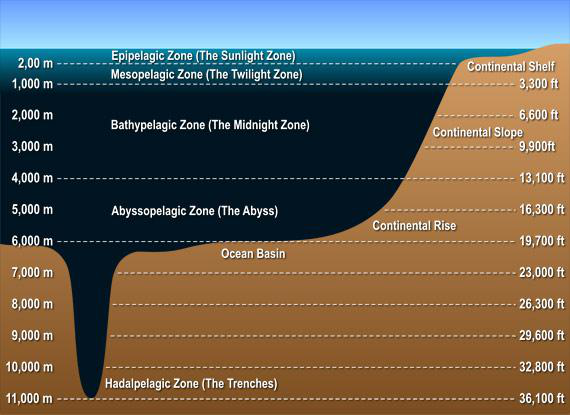 Epipelagic Zone (The Sunlight Zone)
2,00 m
Continental Shelf
Mesopelagic Zone (The Twilight Zone)
1,000 m
3,300 ft
2,000 m
6,600 ft
Bathypelagic Zone (The Midnight Zone)
Continental Slope
3,000 m
9,900ft
4,000 m
13,100 ft
5,000 m
Abyssopelagic Zone (The Abyss)
16,300 ft
Continental Rise
6,000 m
19,700 ft
Ocean Basin
7,000 m
23,000 ft
8,000 m
26,300 ft
9,000 m
29,600 ft
10,000 m
32,800 ft
Hadalpelagic Zone (The Trenches)
11,000 m
36,100 ft